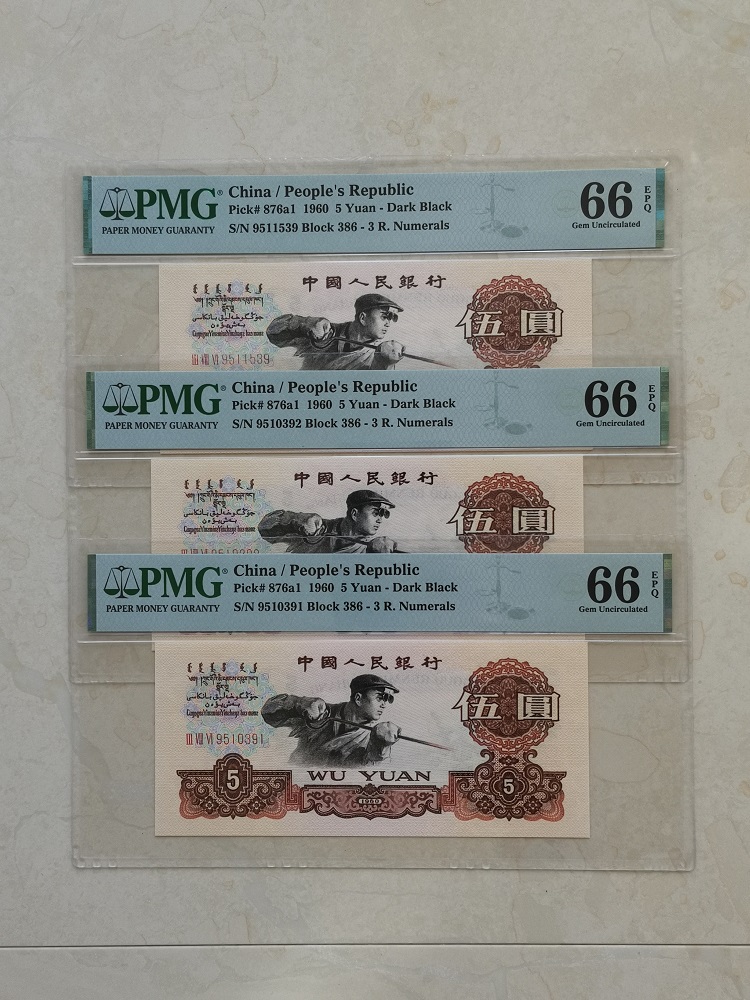 PMG
PAPER MONEY GUARANTY
China / People's Republic
Pick# 876a1 1960 5 Yuan - Dark Black
S/N 9511539 Block 386 - 3 R. Numerals
66 EPQ
Gem Uncirculated
中國人民銀行
伍圓
III VIII VI 9511539
PMG
PAPER MONEY GUARANTY
China / People's Republic
Pick# 876a1 1960 5 Yuan - Dark Black
S/N 9510392 Block 386 - 3 R. Numerals
66 EPQ
Gem Uncirculated
中國人民銀行
伍圓
PMG
PAPER MONEY GUARANTY
China / People's Republic
Pick# 876a1 1960 5 Yuan - Dark Black
S/N 9510391 Block 386 - 3 R. Numerals
66 EPQ
Gem Uncirculated
中國人民銀行
伍圓
III VIII VI 9510391
WU YUAN
5
1960
5